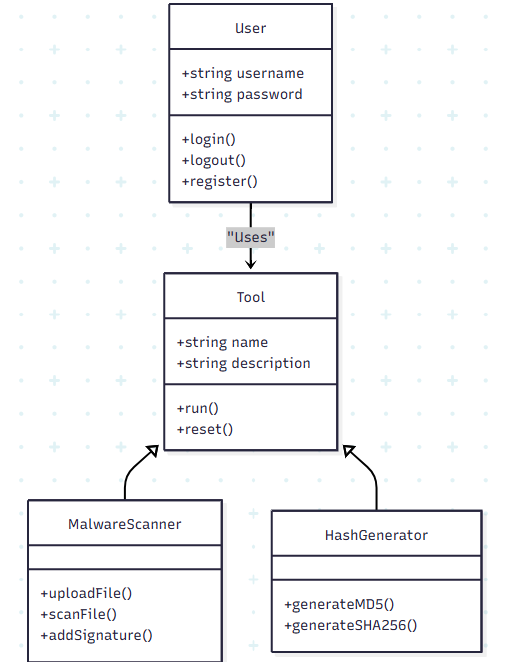 User
+string username
+string password
+login()
+logout()
+register()
"Uses"
Tool
+string name
+string description
+run()
+reset()
MalwareScanner
+uploadFile()
+scanFile()
+addSignature()
HashGenerator
+generateMD5()
+generateSHA256()